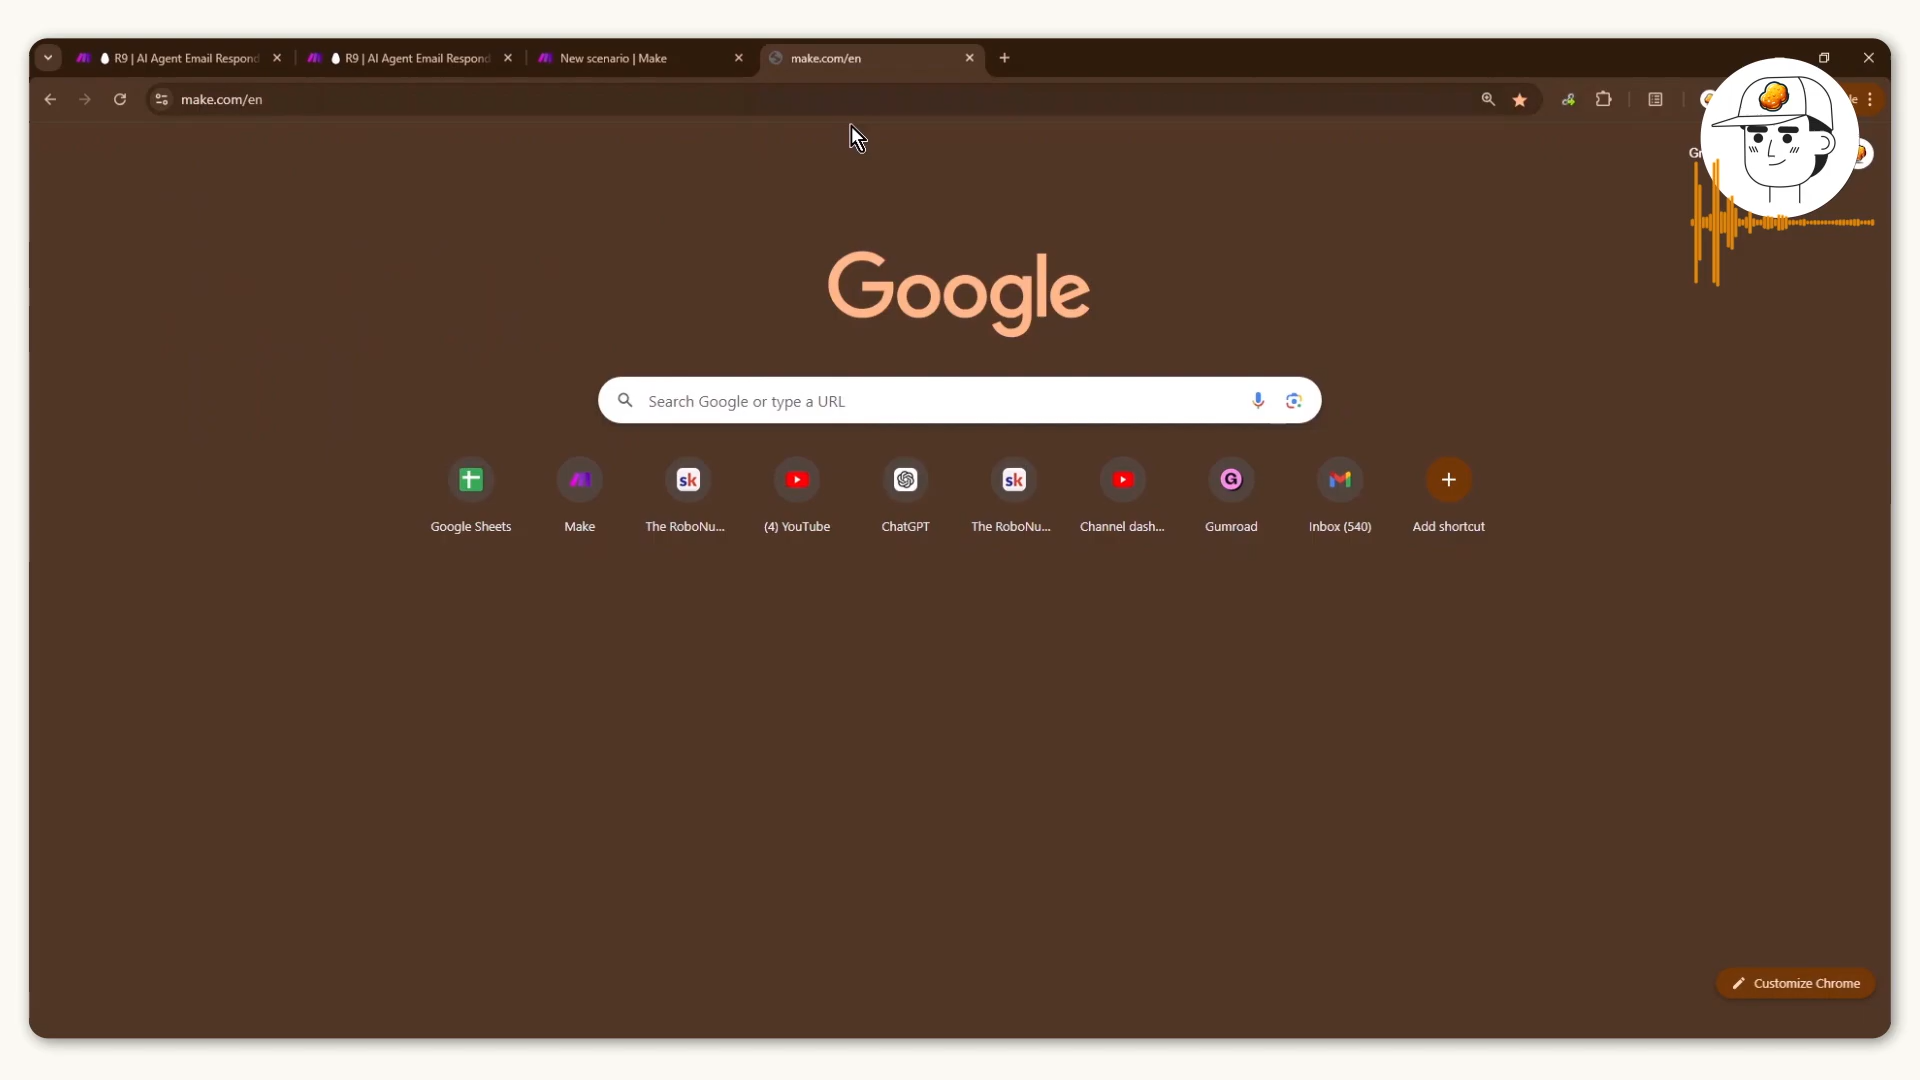 R9 | AI Agent Email Respond
R9 | AI Agent Email Respond
New scenario | Make
make.com/en
make.com/en
Google
Search Google or type a URL
sk
sk
G
Google Sheets
Make
The RoboNu...
(4) YouTube
ChatGPT
The RoboNu...
Channel dash...
Gumroad
Inbox (540)
Add shortcut
Customize Chrome